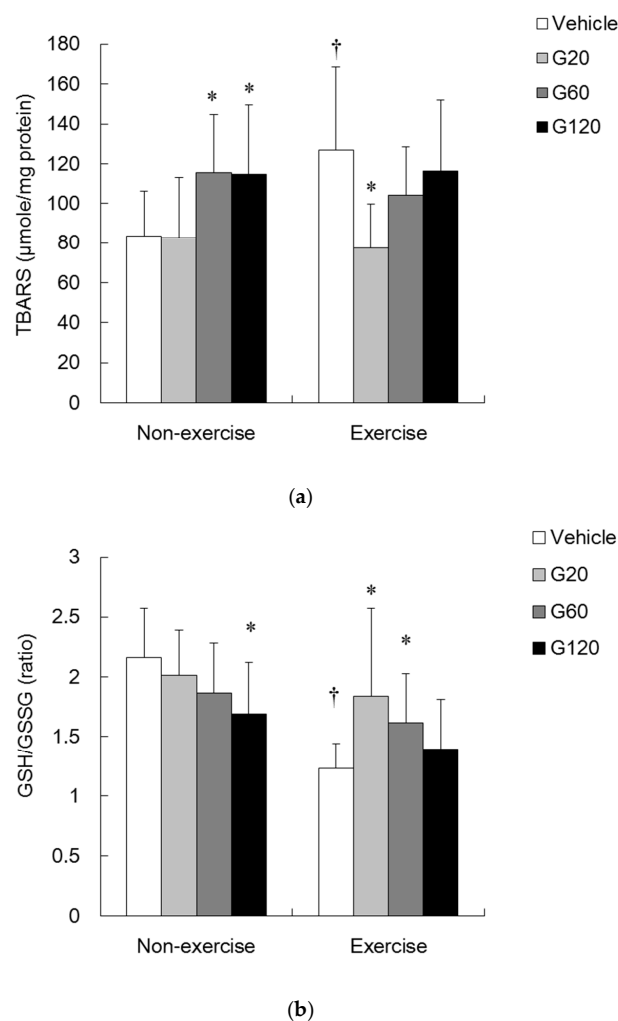 Vehicle
G20
G60
G120
TBARS (μmole/mg protein)
180
160
140
120
100
80
60
40
20
0
* * † *
Non-exercise Exercise
(a)
Vehicle
G20
G60
G120
GSH/GSSG (ratio)
3
2.5
2
1.5
1
0.5
0
* † * *
Non-exercise Exercise
(b)